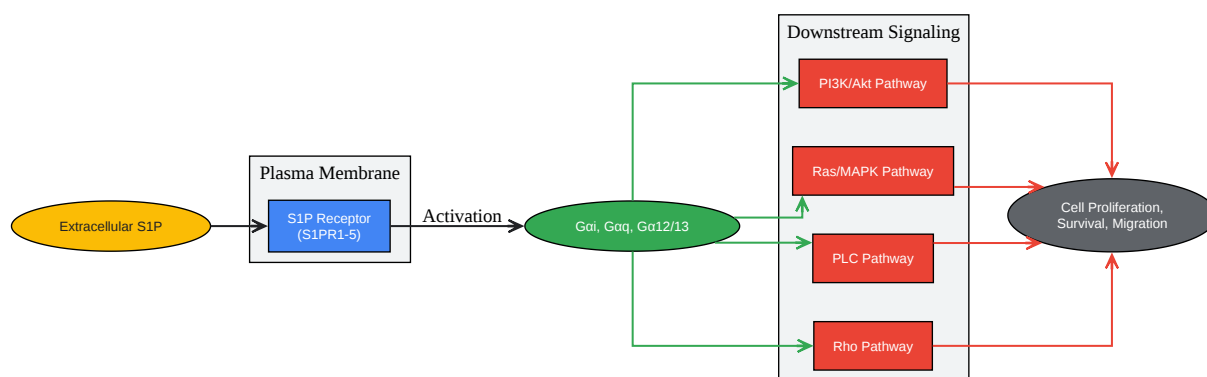 Downstream Signaling
PI3K/Akt Pathway
Plasma Membrane
Ras/MAPK Pathway
Extracellular S1P
S1P Receptor
(S1PR1-5)
Activation
Gαi, Gαq, Gα12/13
Cell Proliferation,
Survival, Migration
PLC Pathway
Rho Pathway